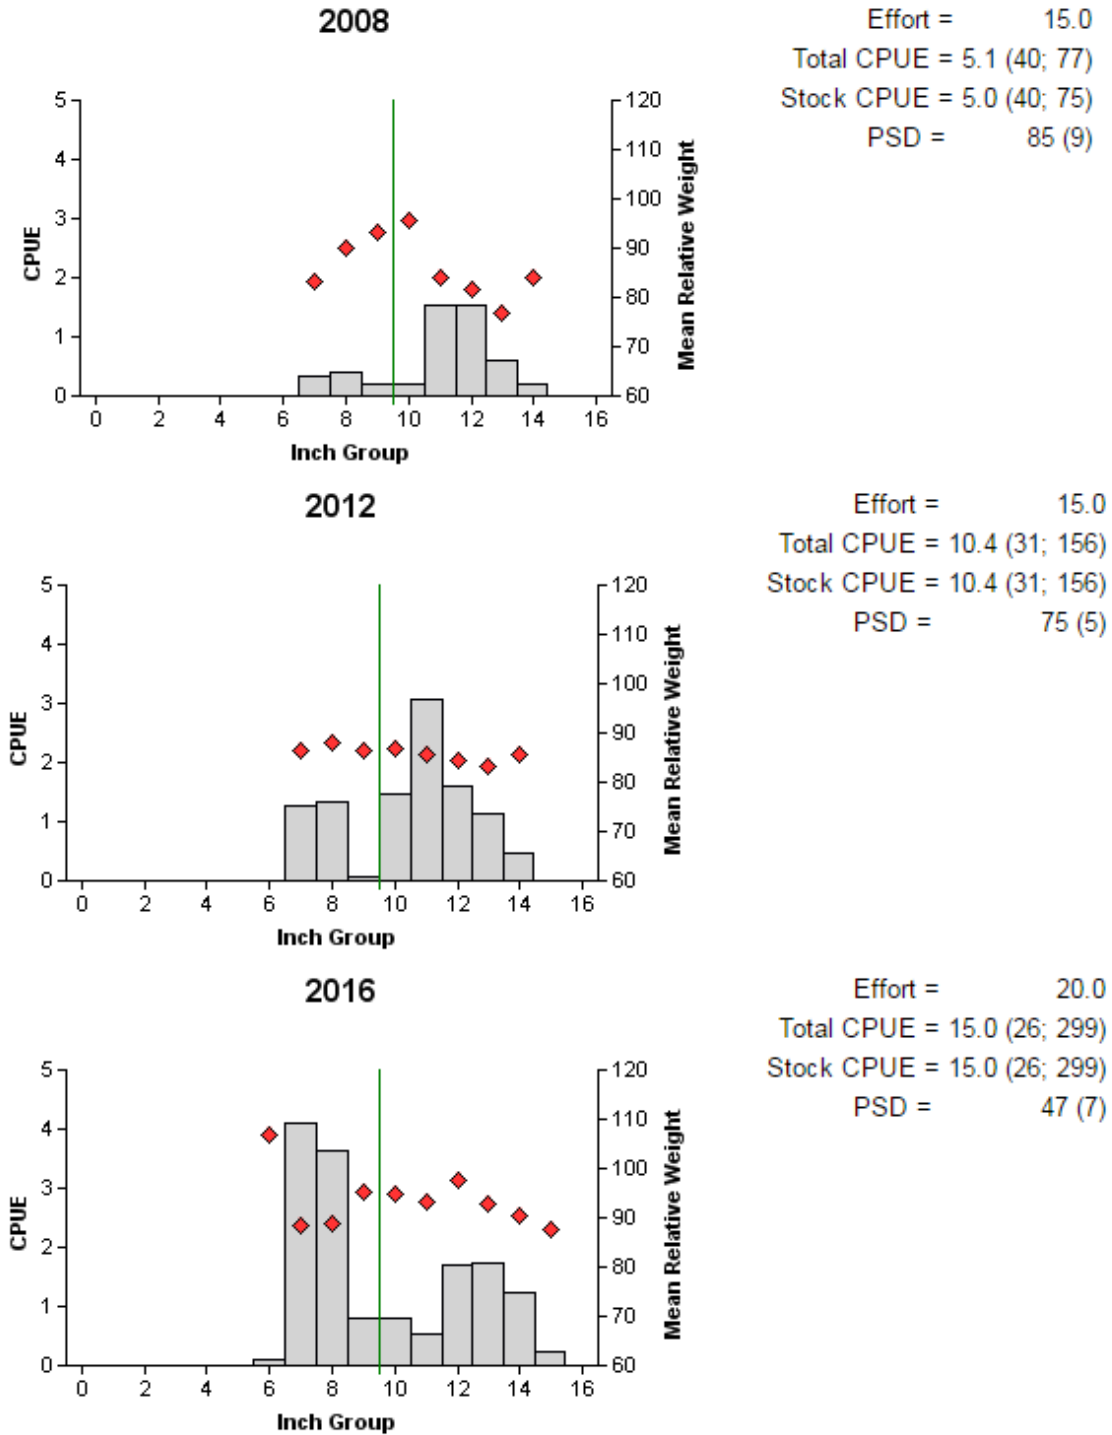 2008
Effort = 15.0
Total CPUE = 5.1 (40; 77)
Stock CPUE = 5.0 (40; 75)
PSD = 85 (9)
5
4
3
2
1
0
CPUE
120
110
100
90
80
70
60
Mean Relative Weight
0 2 4 6 8 10 12 14 16
Inch Group
2012
Effort = 15.0
Total CPUE = 10.4 (31; 156)
Stock CPUE = 10.4 (31; 156)
PSD = 75 (5)
5
4
3
2
1
0
CPUE
120
110
100
90
80
70
60
Mean Relative Weight
0 2 4 6 8 10 12 14 16
Inch Group
2016
Effort = 20.0
Total CPUE = 15.0 (26; 299)
Stock CPUE = 15.0 (26; 299)
PSD = 47 (7)
5
4
3
2
1
0
CPUE
120
110
100
90
80
70
60
Mean Relative Weight
0 2 4 6 8 10 12 14 16
Inch Group